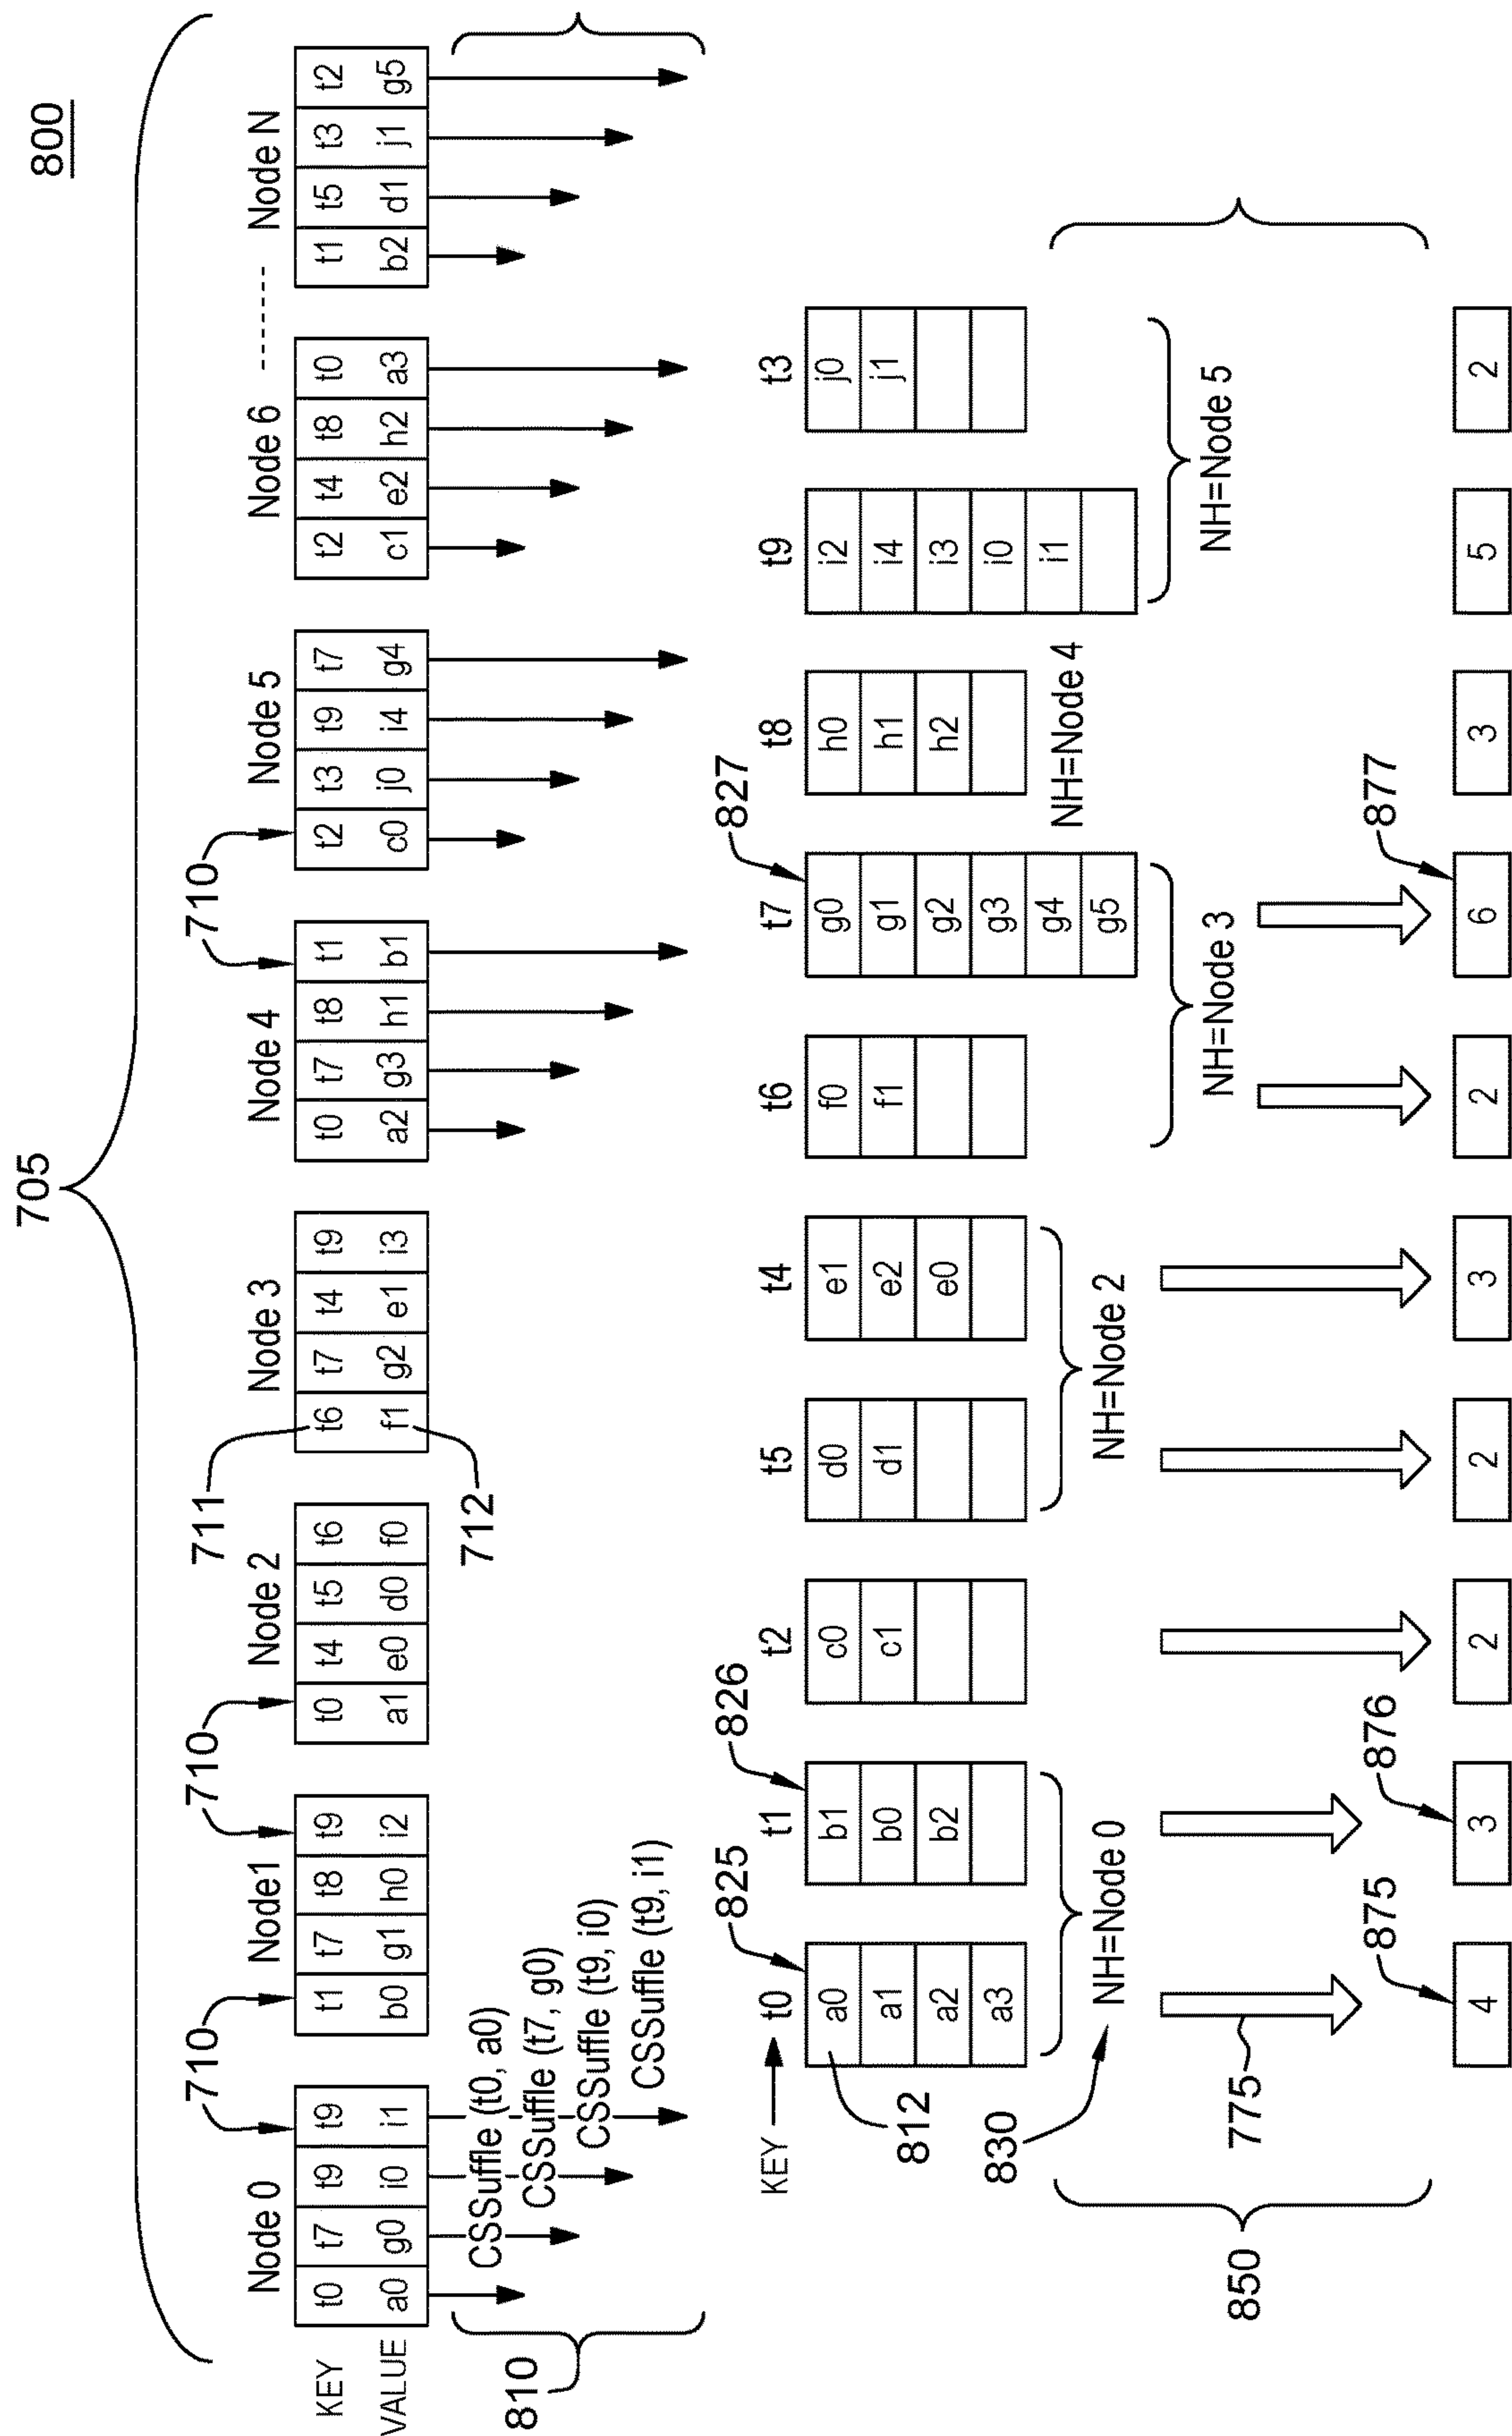 800
705
Node 0 Node1 Node 2 Node 3 Node 4 Node 5 Node 6 ------ Node N
710 710 711 710
KEY t0 t7 t9 t9 t1 t7 t8 t9 t0 t4 t5 t6 t6 t7 t4 t9 t0 t7 t8 t1 t2 t3 t9 t7 t2 t4 t8 t0 t1 t5 t3 t2
VALUE a0 g0 i0 i1 b0 g1 h0 i2 a1 e0 d0 f0 f1 g2 e1 i3 a2 g3 h1 b1 c0 j0 i4 g4 c1 e2 h2 a3 b2 d1 j1 g5
712
810
CSSuffle (t0, a0)
CSSuffle (t7, g0)
CSSuffle (t9, i0)
CSSuffle (t9, i1)
825 826 827
KEY t0 t1 t2 t5 t4 t6 t7 t8 t9 t3
a0 b1 c0 d0 e1 f0 g0 h0 i2 j0
a1 b0 c1 d1 e2 f1 g1 h1 i4 j1
a2 b2 e0 g2 h2 i3
a3 g3 i0
g4 i1
g5
812
830
NH=Node 0 NH=Node 2 NH=Node 4
NH=Node 3 NH=Node 5
775
850
875 876 877
4 3 2 2 3 2 6 3 5 2